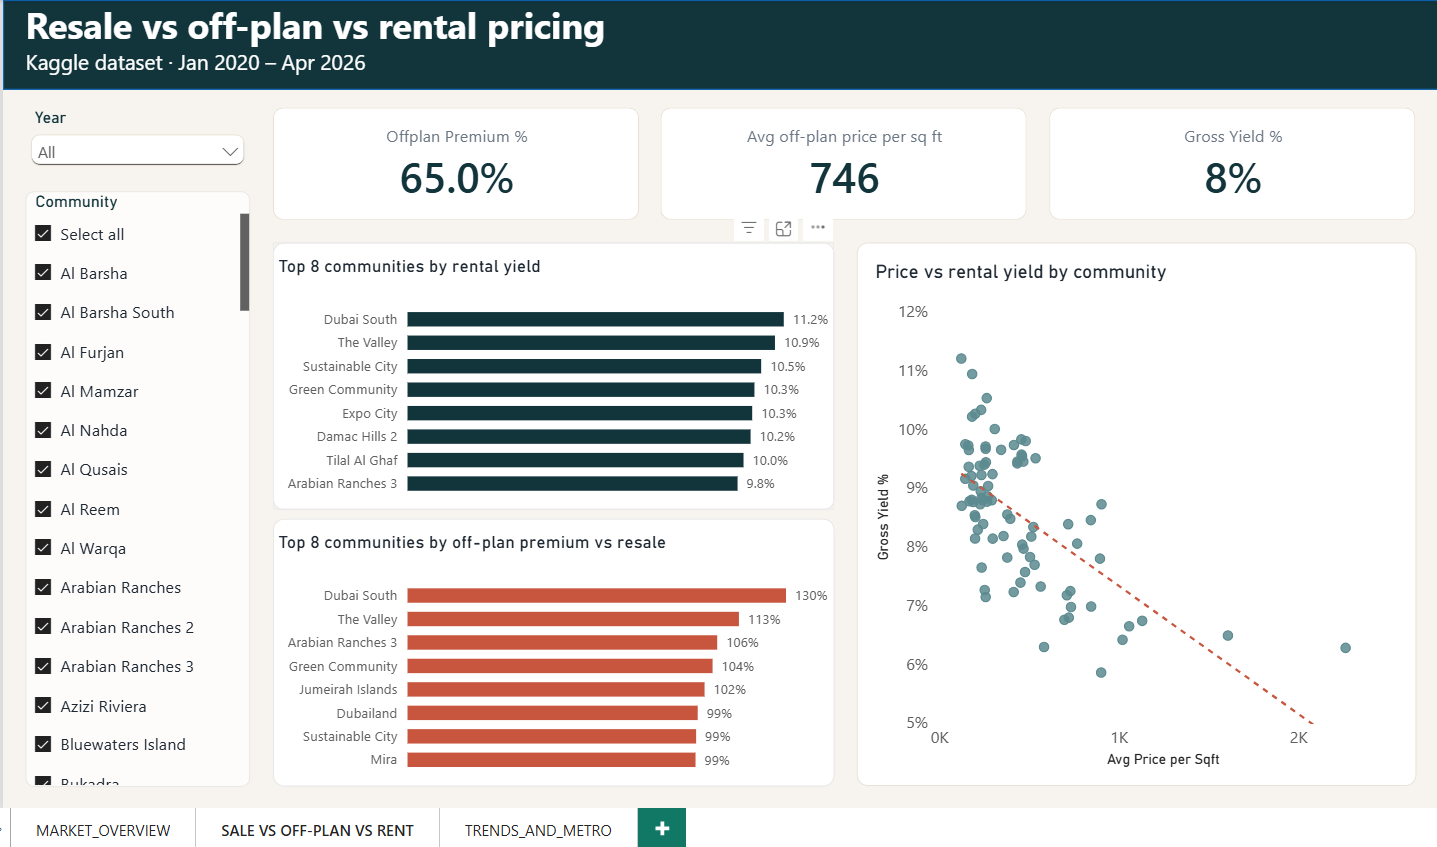 Resale vs off-plan vs rental pricing
Kaggle dataset · Jan 2020 – Apr 2026
Year
All
Community
Select all
Al Barsha
Al Barsha South
Al Furjan
Al Mamzar
Al Nahda
Al Qusais
Al Reem
Al Warqa
Arabian Ranches
Arabian Ranches 2
Arabian Ranches 3
Azizi Riviera
Bluewaters Island
Bukadra
Offplan Premium %
65.0%
Avg off-plan price per sq ft
746
Gross Yield %
8%
Top 8 communities by rental yield
Dubai South 11.2%
The Valley 10.9%
Sustainable City 10.5%
Green Community 10.3%
Expo City 10.3%
Damac Hills 2 10.2%
Tilal Al Ghaf 10.0%
Arabian Ranches 3 9.8%
Top 8 communities by off-plan premium vs resale
Dubai South 130%
The Valley 113%
Arabian Ranches 3 106%
Green Community 104%
Jumeirah Islands 102%
Dubailand 99%
Sustainable City 99%
Mira 99%
Price vs rental yield by community
Gross Yield %
12%
11%
10%
9%
8%
7%
6%
5%
0K 1K 2K
Avg Price per Sqft
MARKET_OVERVIEW
SALE VS OFF-PLAN VS RENT
TRENDS_AND_METRO